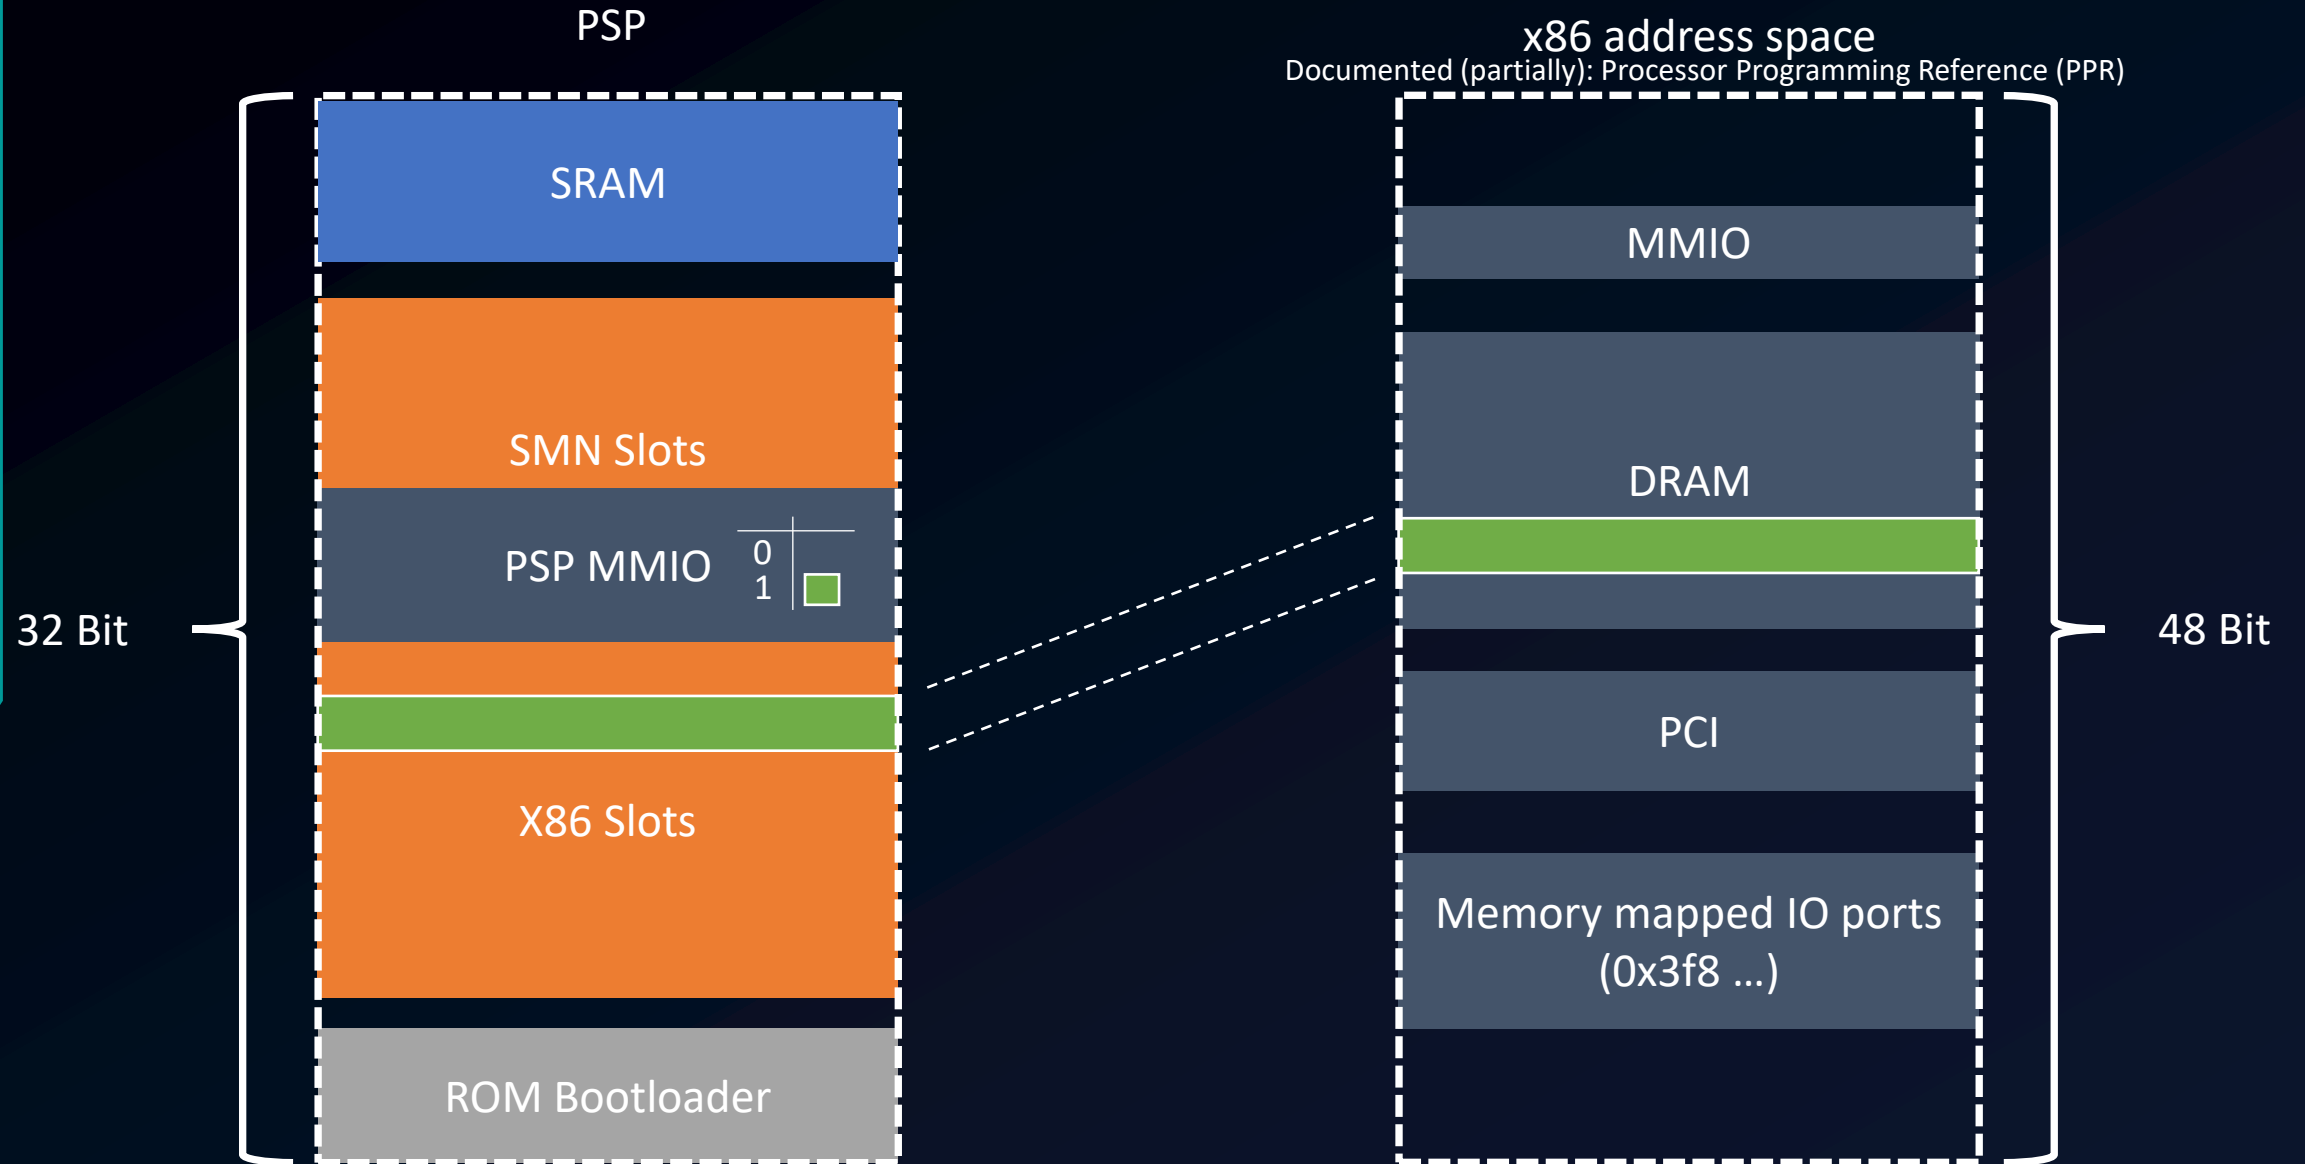 PSP
x86 address space
Documented (partially): Processor Programming Reference (PPR)
SRAM
SMN Slots
PSP MMIO
0
1
X86 Slots
ROM Bootloader
32 Bit
MMIO
DRAM
PCI
Memory mapped IO ports
(0x3f8 …)
48 Bit